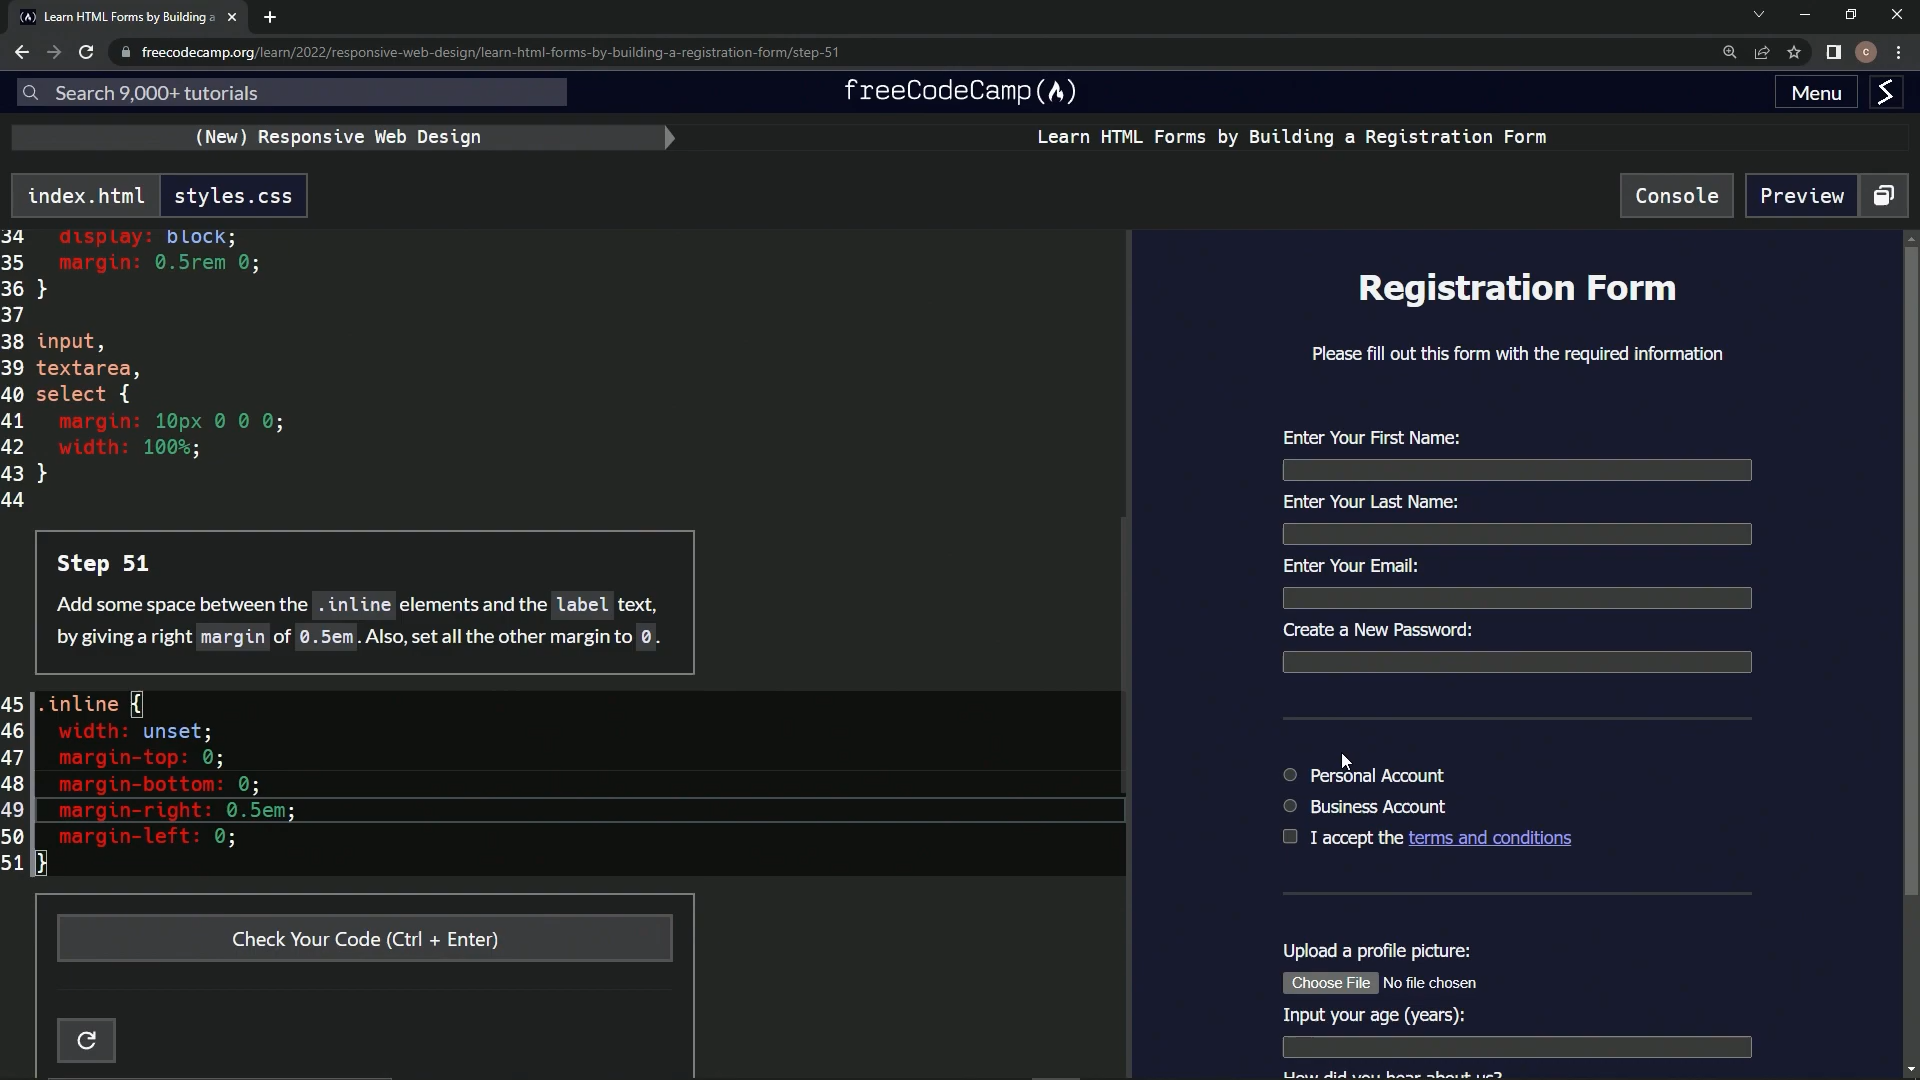 Learn HTML Forms by Building a
freecodecamp.org/learn/2022/responsive-web-design/learn-html-forms-by-building-a-registration-form/step-51
C
Search 9,000+ tutorials
freeCodeCamp(🔥)
Menu
(New) Responsive Web Design
Learn HTML Forms by Building a Registration Form
index.html
styles.css
Console
Preview
34 display: block;
35 margin: 0.5rem 0;
36 }
37
38 input,
39 textarea,
40 select {
41 margin: 10px 0 0 0;
42 width: 100%;
43 }
44
Step 51
Add some space between the .inline elements and the label text,
by giving a right margin of 0.5em. Also, set all the other margin to 0.
45 .inline {
46 width: unset;
47 margin-top: 0;
48 margin-bottom: 0;
49 margin-right: 0.5em;
50 margin-left: 0;
51 }
Check Your Code (Ctrl + Enter)
Registration Form
Please fill out this form with the required information
Enter Your First Name:
Enter Your Last Name:
Enter Your Email:
Create a New Password:
Personal Account
Business Account
I accept the terms and conditions
Upload a profile picture:
Choose File No file chosen
Input your age (years):
How did you hear about us?